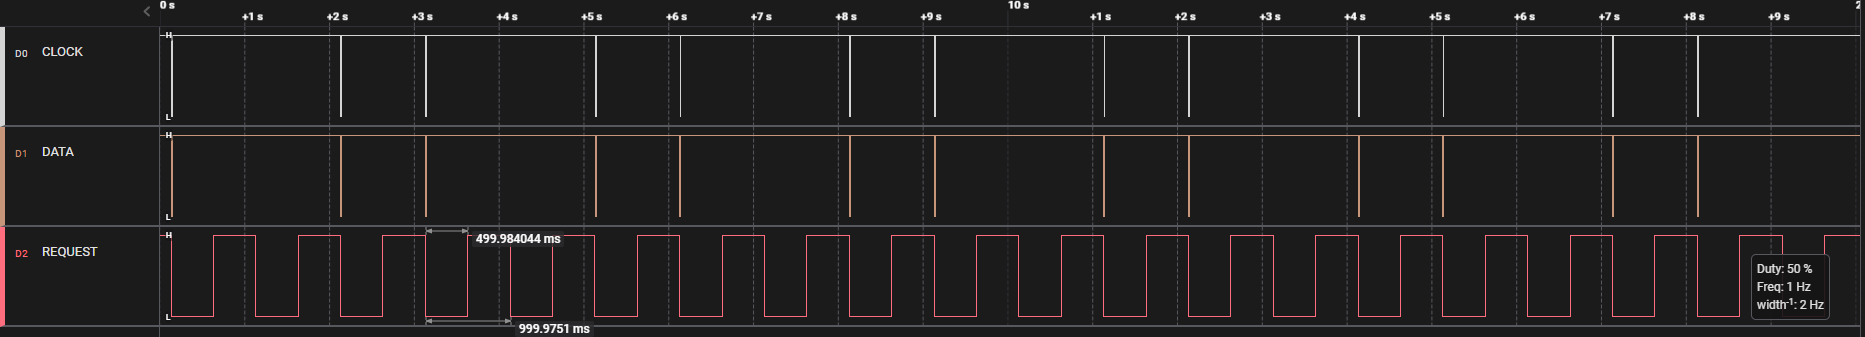 0 s 10 s 2
+1 s +2 s +3 s +4 s +5 s +6 s +7 s +8 s +9 s +1 s +2 s +3 s +4 s +5 s +6 s +7 s +8 s +9 s
H
D0 CLOCK
L
H
D1 DATA
L
H
499.984044 ms
D2 REQUEST
Duty: 50 %
Freq: 1 Hz
width-1: 2 Hz
L
999.9751 ms